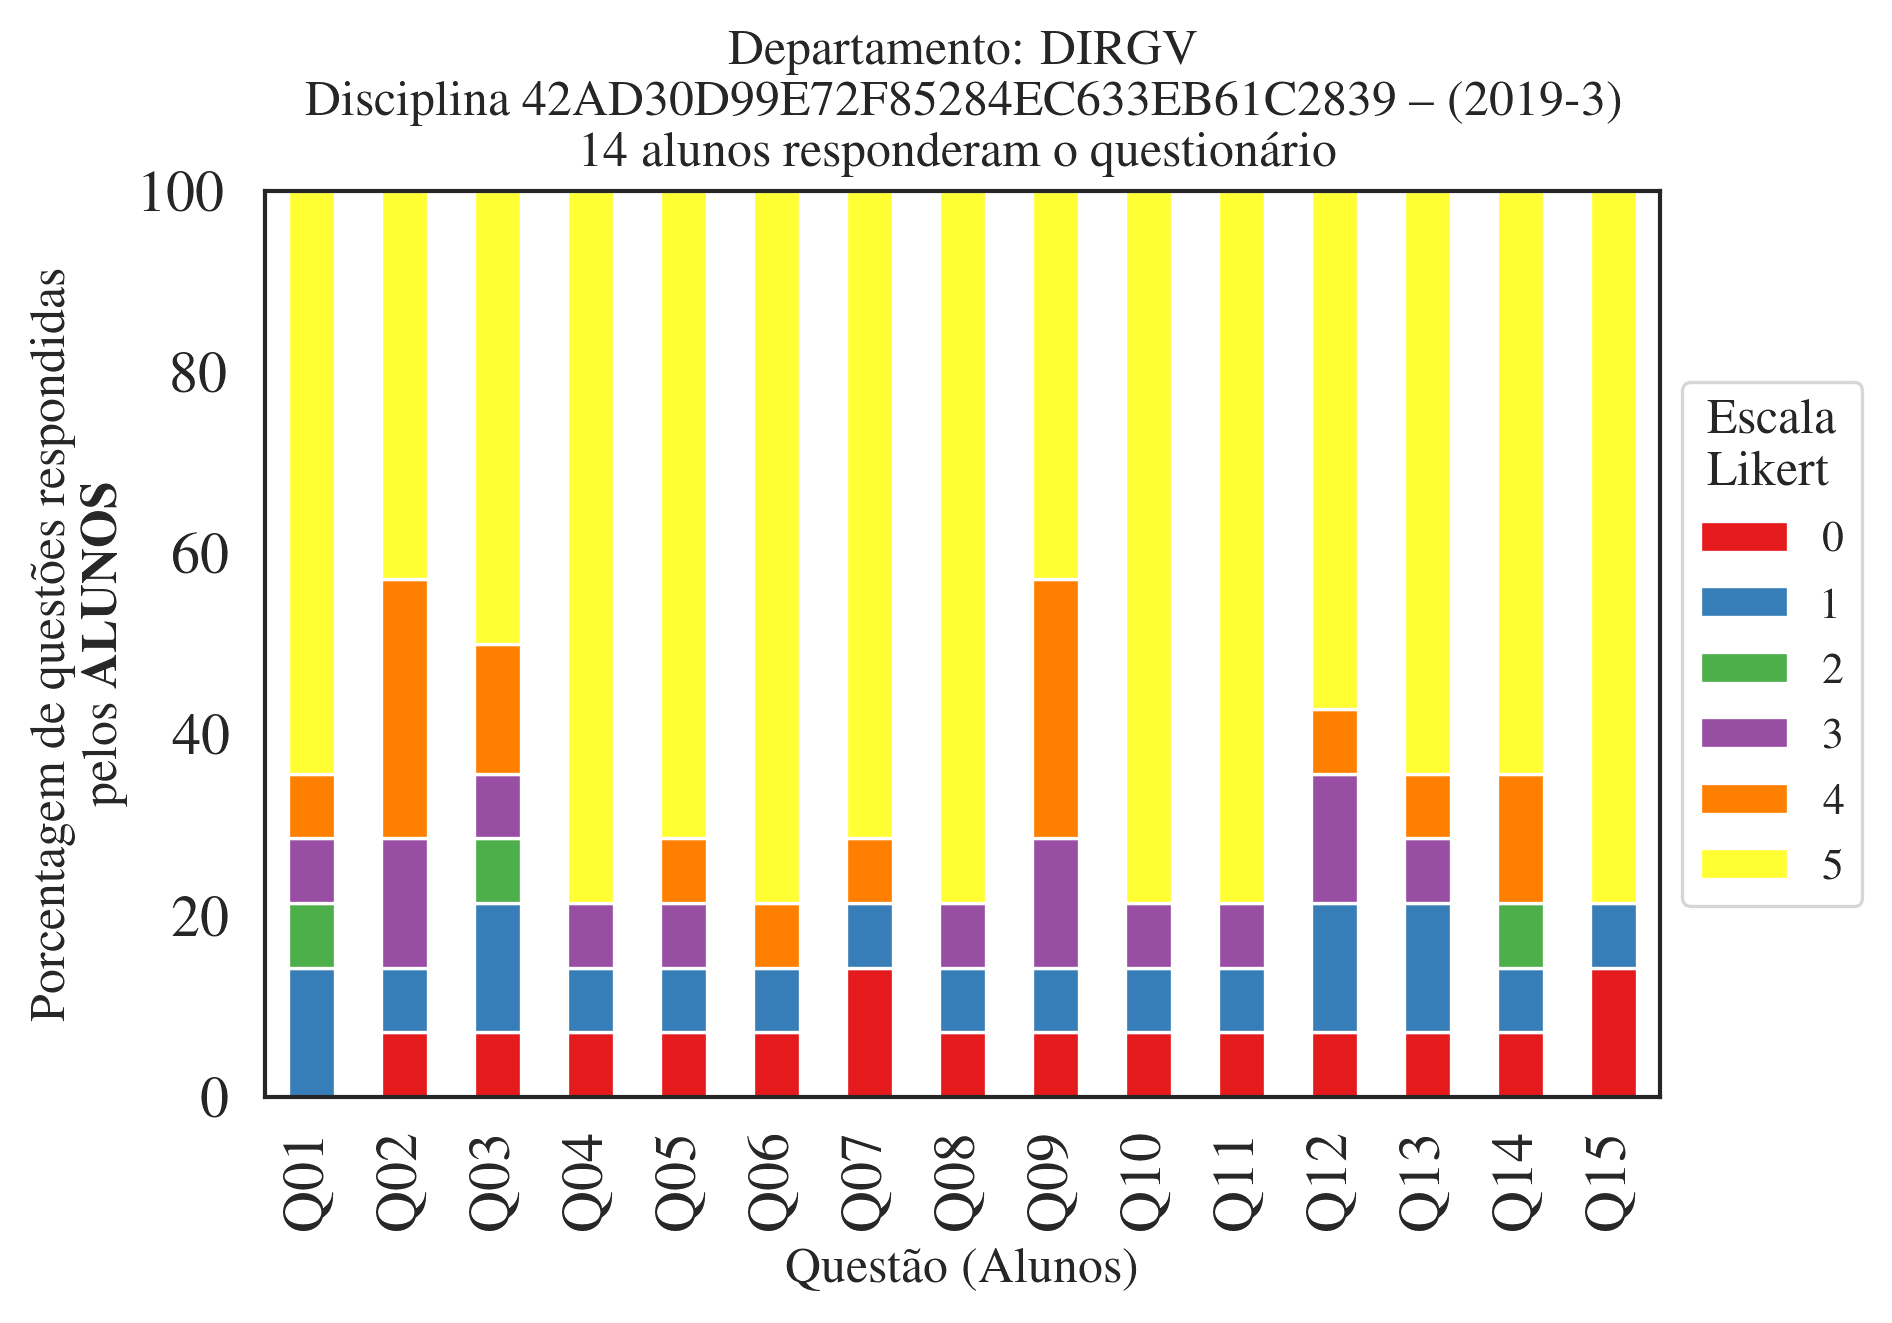 Departamento: DIRGV
Disciplina 42AD30D99E72F85284EC633EB61C2839 – (2019-3)
14 alunos responderam o questionário
Porcentagem de questões respondidas
pelos ALUNOS
100
80
60
40
20
0
Q01
Q02
Q03
Q04
Q05
Q06
Q07
Q08
Q09
Q10
Q11
Q12
Q13
Q14
Q15
Questão (Alunos)
Escala
Likert
0
1
2
3
4
5